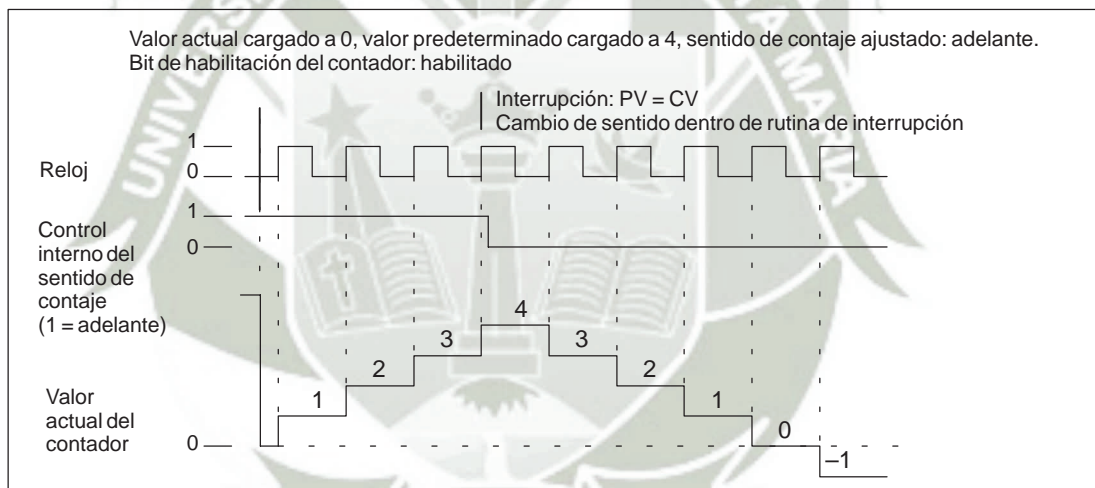 Valor actual cargado a 0, valor predeterminado cargado a 4, sentido de contaje ajustado: adelante.
Bit de habilitación del contador: habilitado
Interrupción: PV = CV
Cambio de sentido dentro de rutina de interrupción
1
Reloj
0
1
Control
interno del
sentido de
contaje
(1 = adelante)
0
4
3
3
2
2
1
1
0
–1
Valor
actual del
contador
0
UNIVERS
TA MARIA